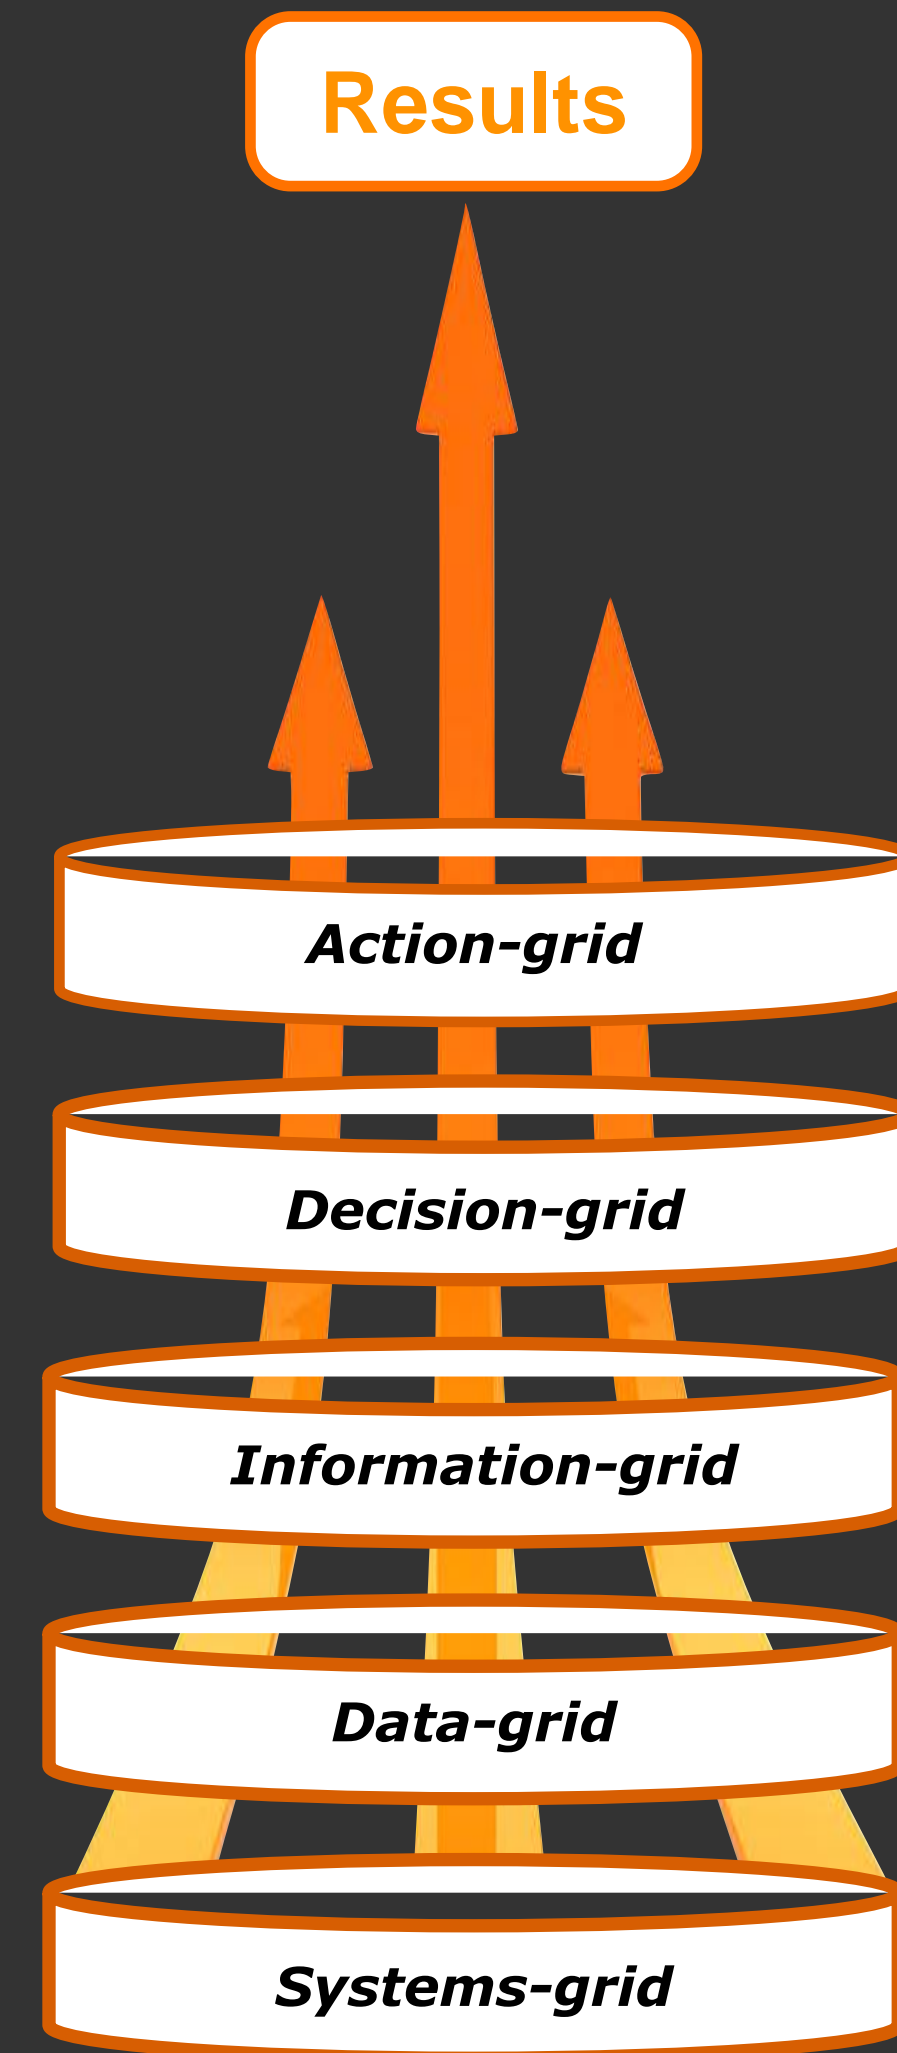 Results
Action-grid
Decision-grid
Information-grid
Data-grid
Systems-grid